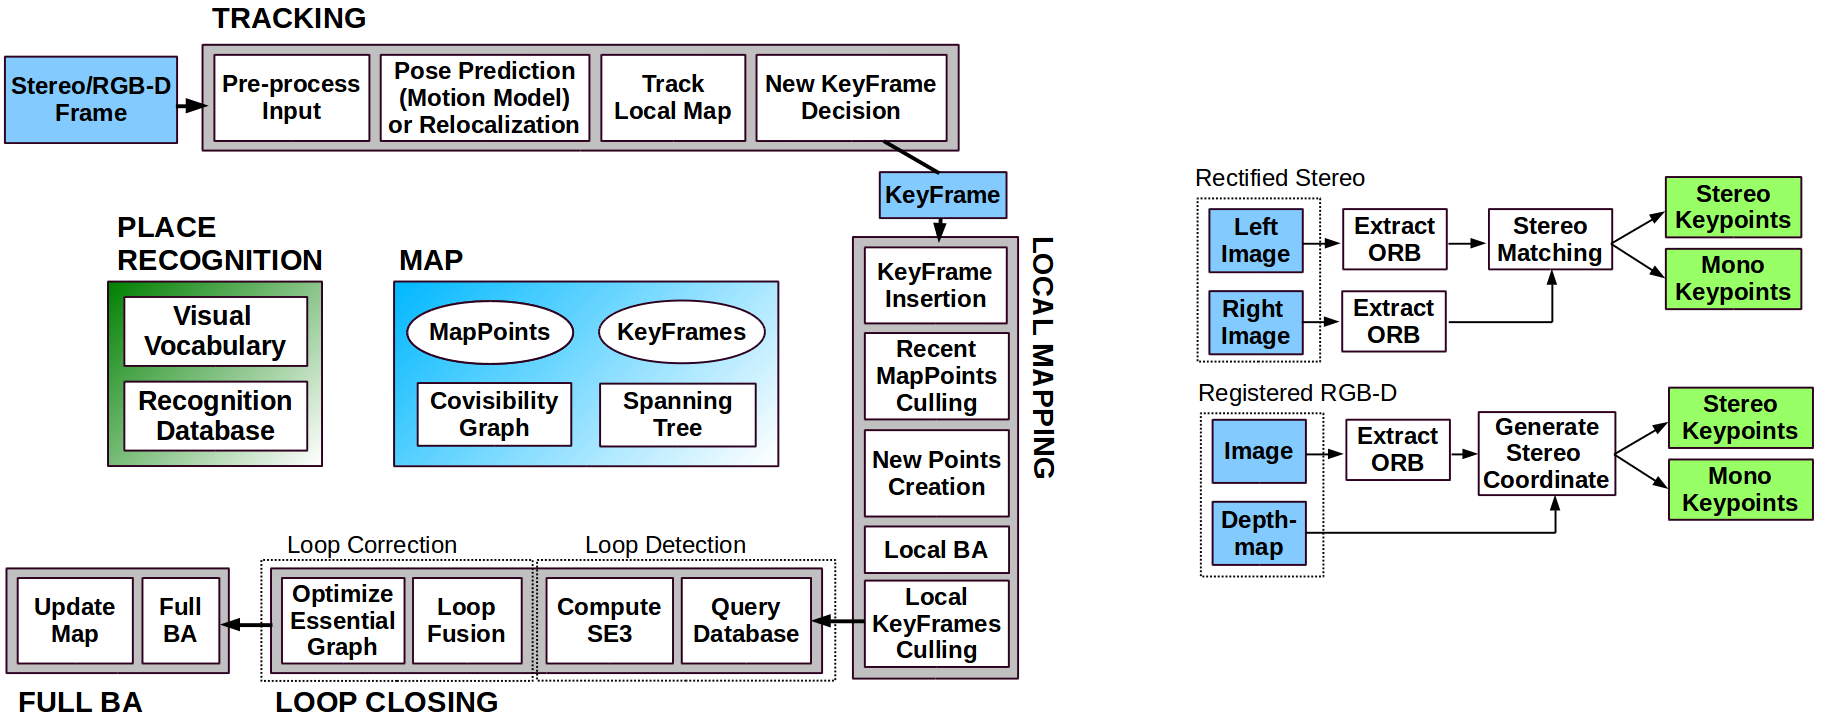 TRACKING
Stereo/RGB-D
Frame
Pre-process
Input
Pose Prediction
(Motion Model)
or Relocalization
Track
Local Map
New KeyFrame
Decision
KeyFrame
PLACE
RECOGNITION
Visual
Vocabulary
Recognition
Database
MAP
MapPoints
KeyFrames
Covisibility
Graph
Spanning
Tree
LOCAL MAPPING
KeyFrame
Insertion
Recent
MapPoints
Culling
New Points
Creation
Local BA
Local
KeyFrames
Culling
Loop Correction
Loop Detection
Update
Map
Full
BA
Optimize
Essential
Graph
Loop
Fusion
Compute
SE3
Query
Database
FULL BA
LOOP CLOSING
Rectified Stereo
Left
Image
Extract
ORB
Stereo
Matching
Stereo
Keypoints
Mono
Keypoints
Right
Image
Extract
ORB
Registered RGB-D
Image
Extract
ORB
Generate
Stereo
Coordinate
Stereo
Keypoints
Mono
Keypoints
Depth-
map